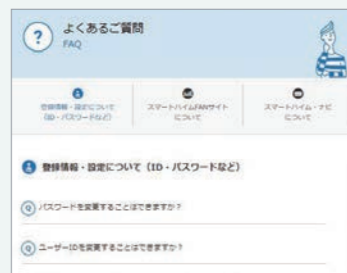 ?
よくあるご質問
FAQ
登録情報・設定について
(ID・パスワードなど)
スマートハイムFANサイト
について
スマートハイム・ナビ
について
登録情報・設定について(ID・パスワードなど)
Q パスワードを変更することはできますか?
Q ユーザーIDを変更することはできますか?